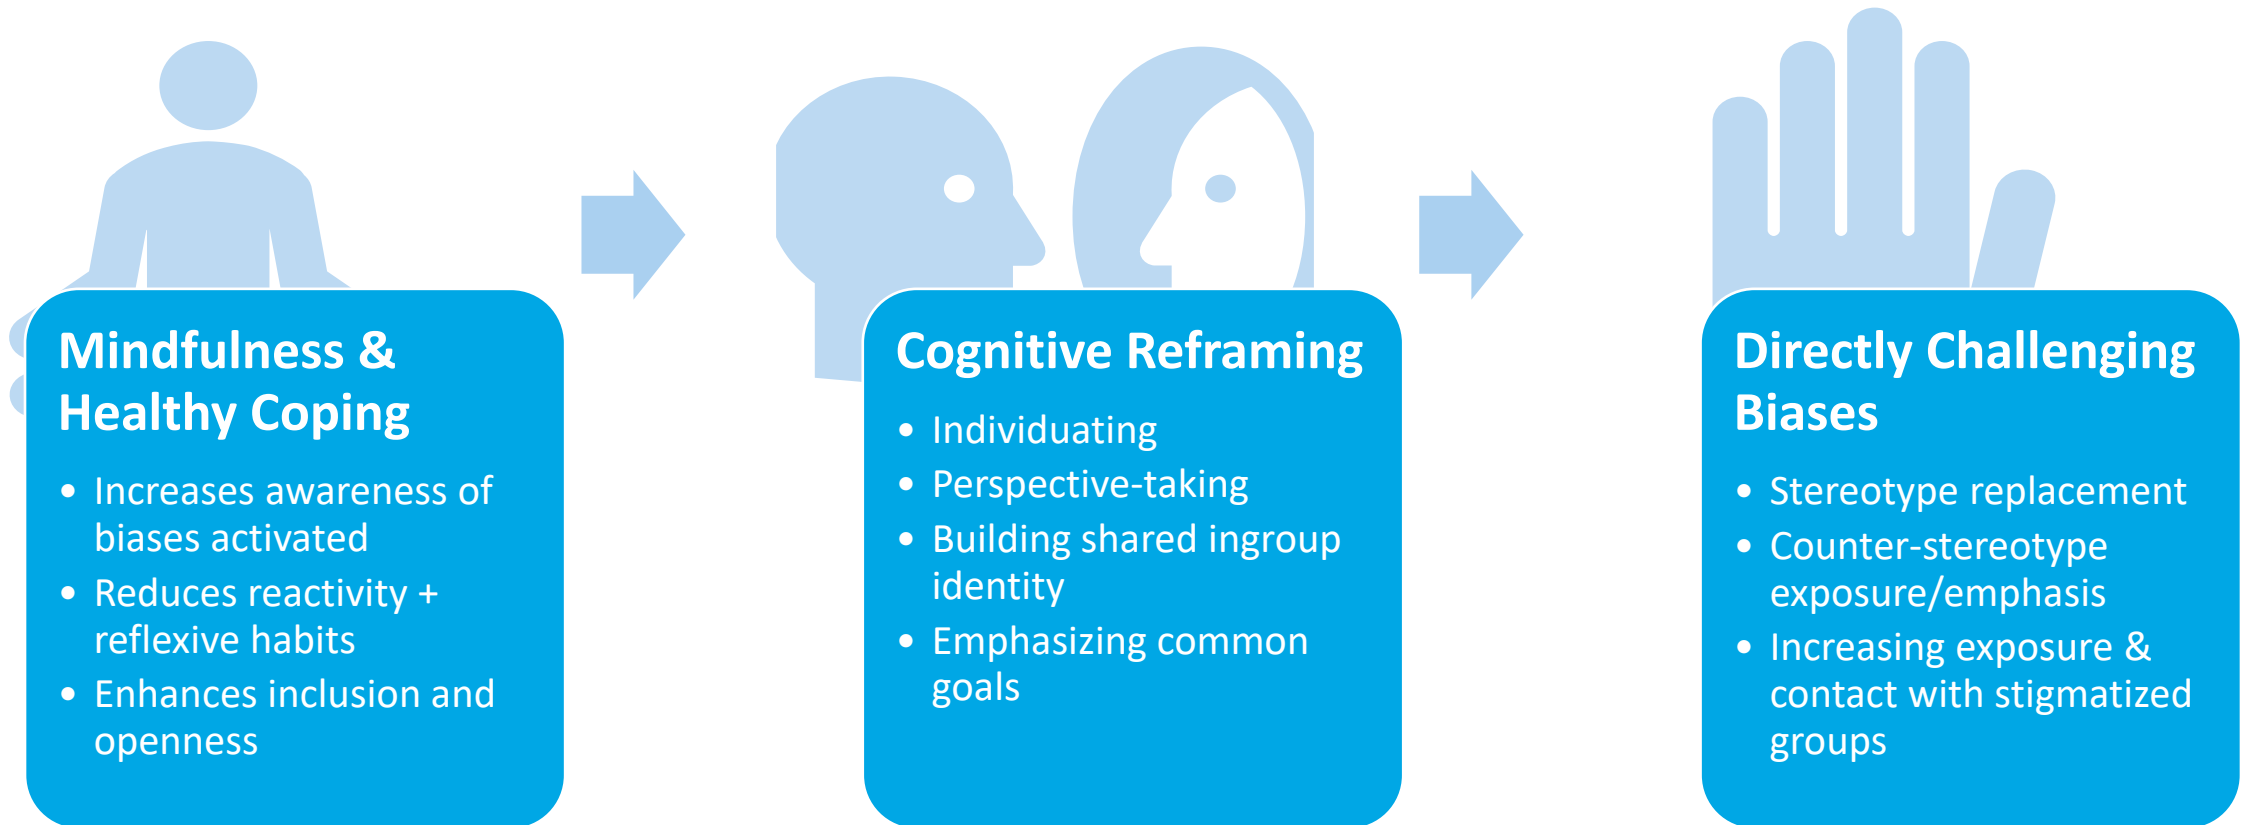 Mindfulness &
Healthy Coping
• Increases awareness of
biases activated
• Reduces reactivity +
reflexive habits
• Enhances inclusion and
openness
Cognitive Reframing
• Individuating
• Perspective-taking
• Building shared ingroup
identity
• Emphasizing common
goals
Directly Challenging
Biases
• Stereotype replacement
• Counter-stereotype
exposure/emphasis
• Increasing exposure &
contact with stigmatized
groups